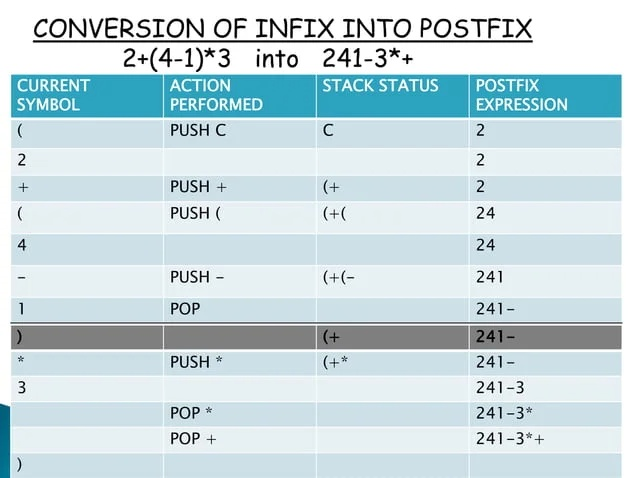 CONVERSION OF INFIX INTO POSTFIX
2+(4-1)*3 into 241-3*+
CURRENT SYMBOL ACTION PERFORMED STACK STATUS POSTFIX EXPRESSION
( PUSH C C 2
2 2
+ PUSH + (+ 2
( PUSH ( (+( 24
4 24
- PUSH - (+(- 241
1 POP 241-
) (+ 241-
* PUSH * (+* 241-
3 241-3
POP * 241-3*
POP + 241-3*+
)